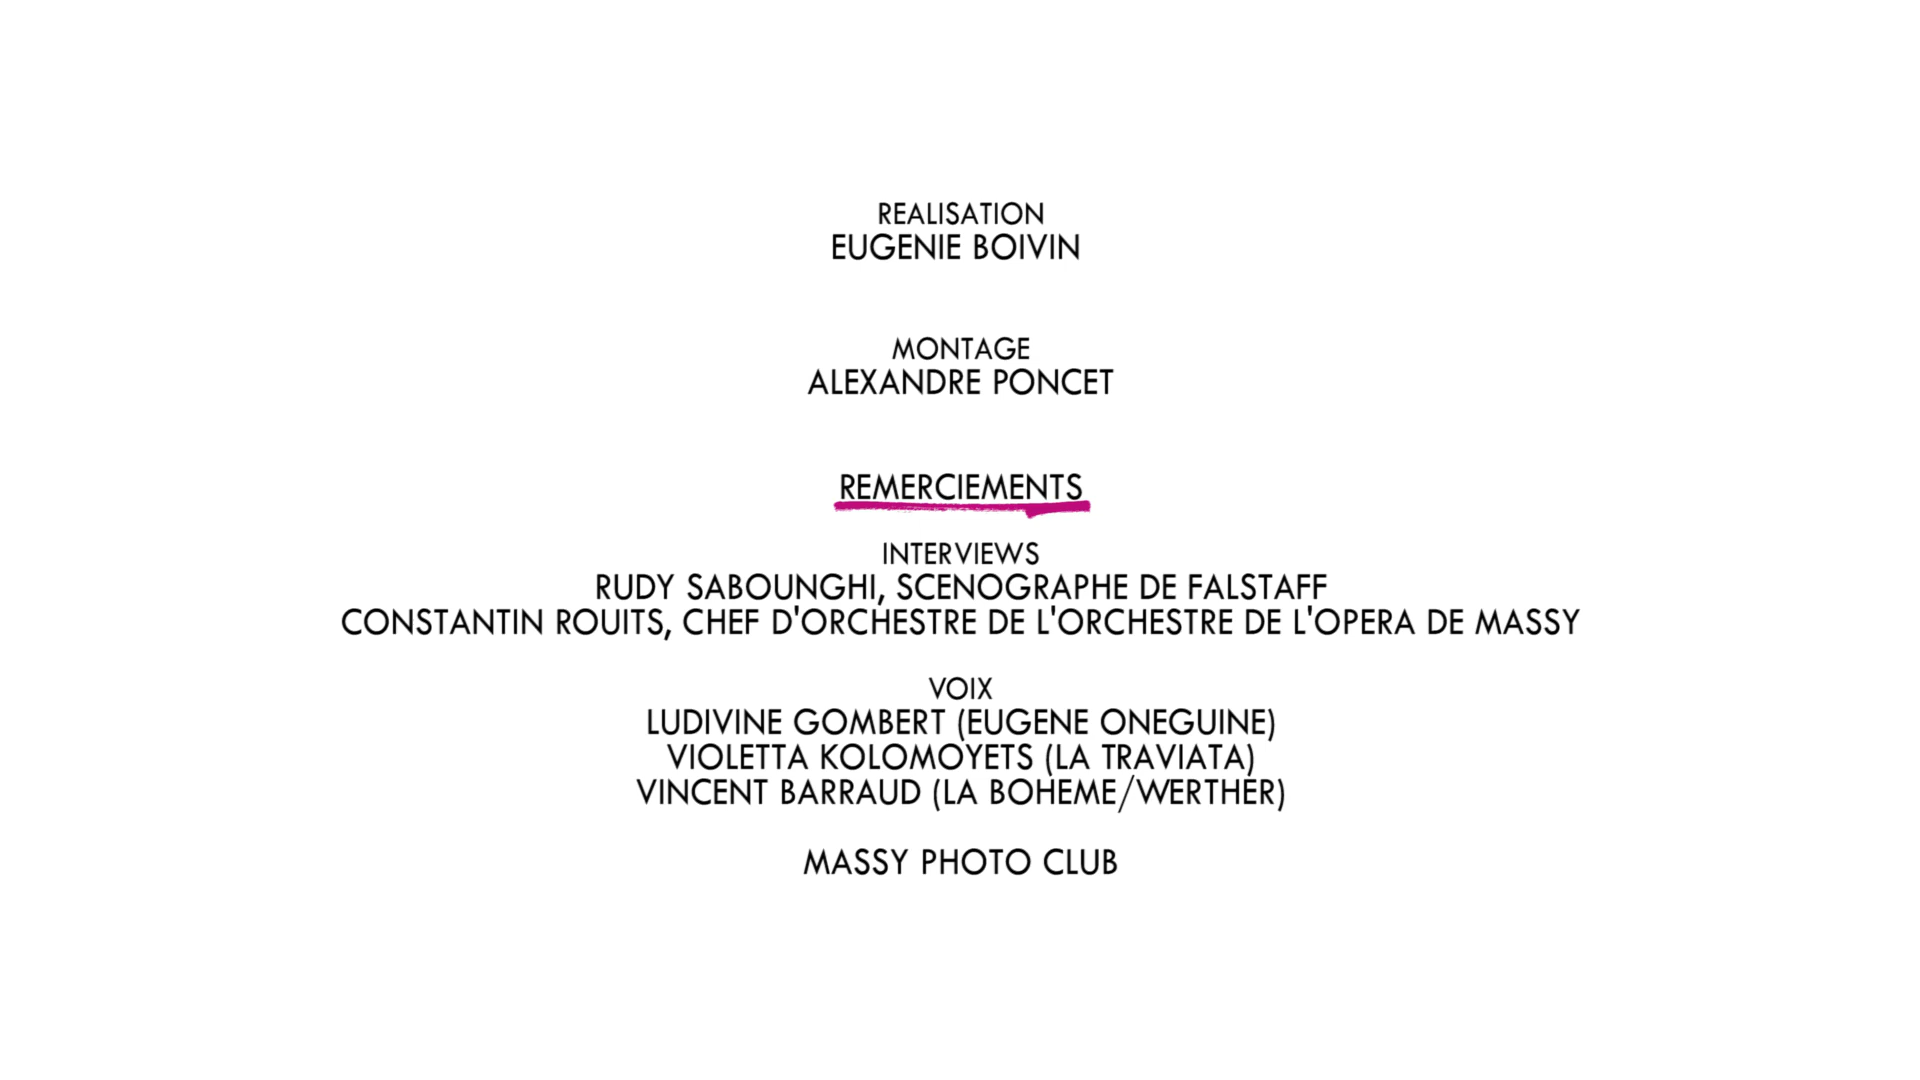 REALISATION
EUGENIE BOIVIN
MONTAGE
ALEXANDRE PONCET
REMERCIEMENTS
INTERVIEWS
RUDY SABOUNGHI, SCENOGRAPHE DE FALSTAFF
CONSTANTIN ROUITS, CHEF D'ORCHESTRE DE L'ORCHESTRE DE L'OPERA DE MASSY
VOIX
LUDIVINE GOMBERT (EUGENE ONEGUINE)
VIOLETTA KOLOMOYETS (LA TRAVIATA)
VINCENT BARRAUD (LA BOHEME/WERTHER)
MASSY PHOTO CLUB